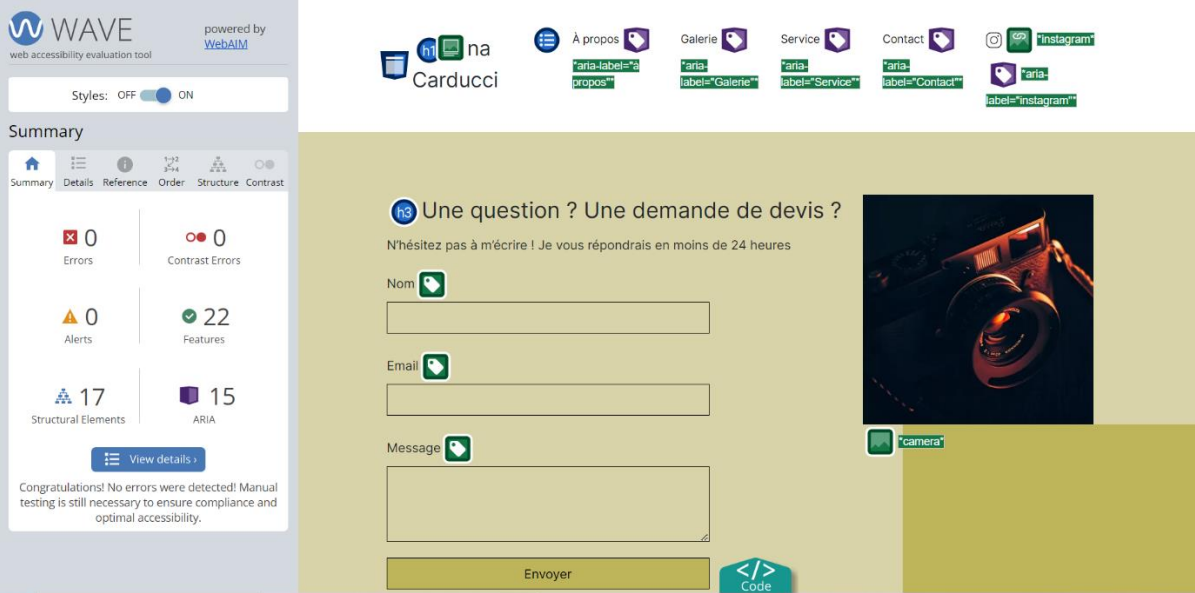 WAVE
web accessibility evaluation tool
powered by
WebAIM
Styles: OFF ON
Summary
Summary Details Reference Order Structure Contrast
0
Errors
0
Contrast Errors
0
Alerts
22
Features
17
Structural Elements
15
ARIA
View details ›
Congratulations! No errors were detected! Manual
testing is still necessary to ensure compliance and
optimal accessibility.
h1 na
Carducci
À propos
*aria-label="à
propos"*
Galerie
*aria-
label="Galerie"*
Service
*aria-
label="Service"*
Contact
*aria-
label="Contact"*
*instagram*
*aria-
label="instagram"*
h3 Une question ? Une demande de devis ?
N’hésitez pas à m’écrire ! Je vous répondrais en moins de 24 heures
Nom
Email
Message
Envoyer
*camera*
</>
Code